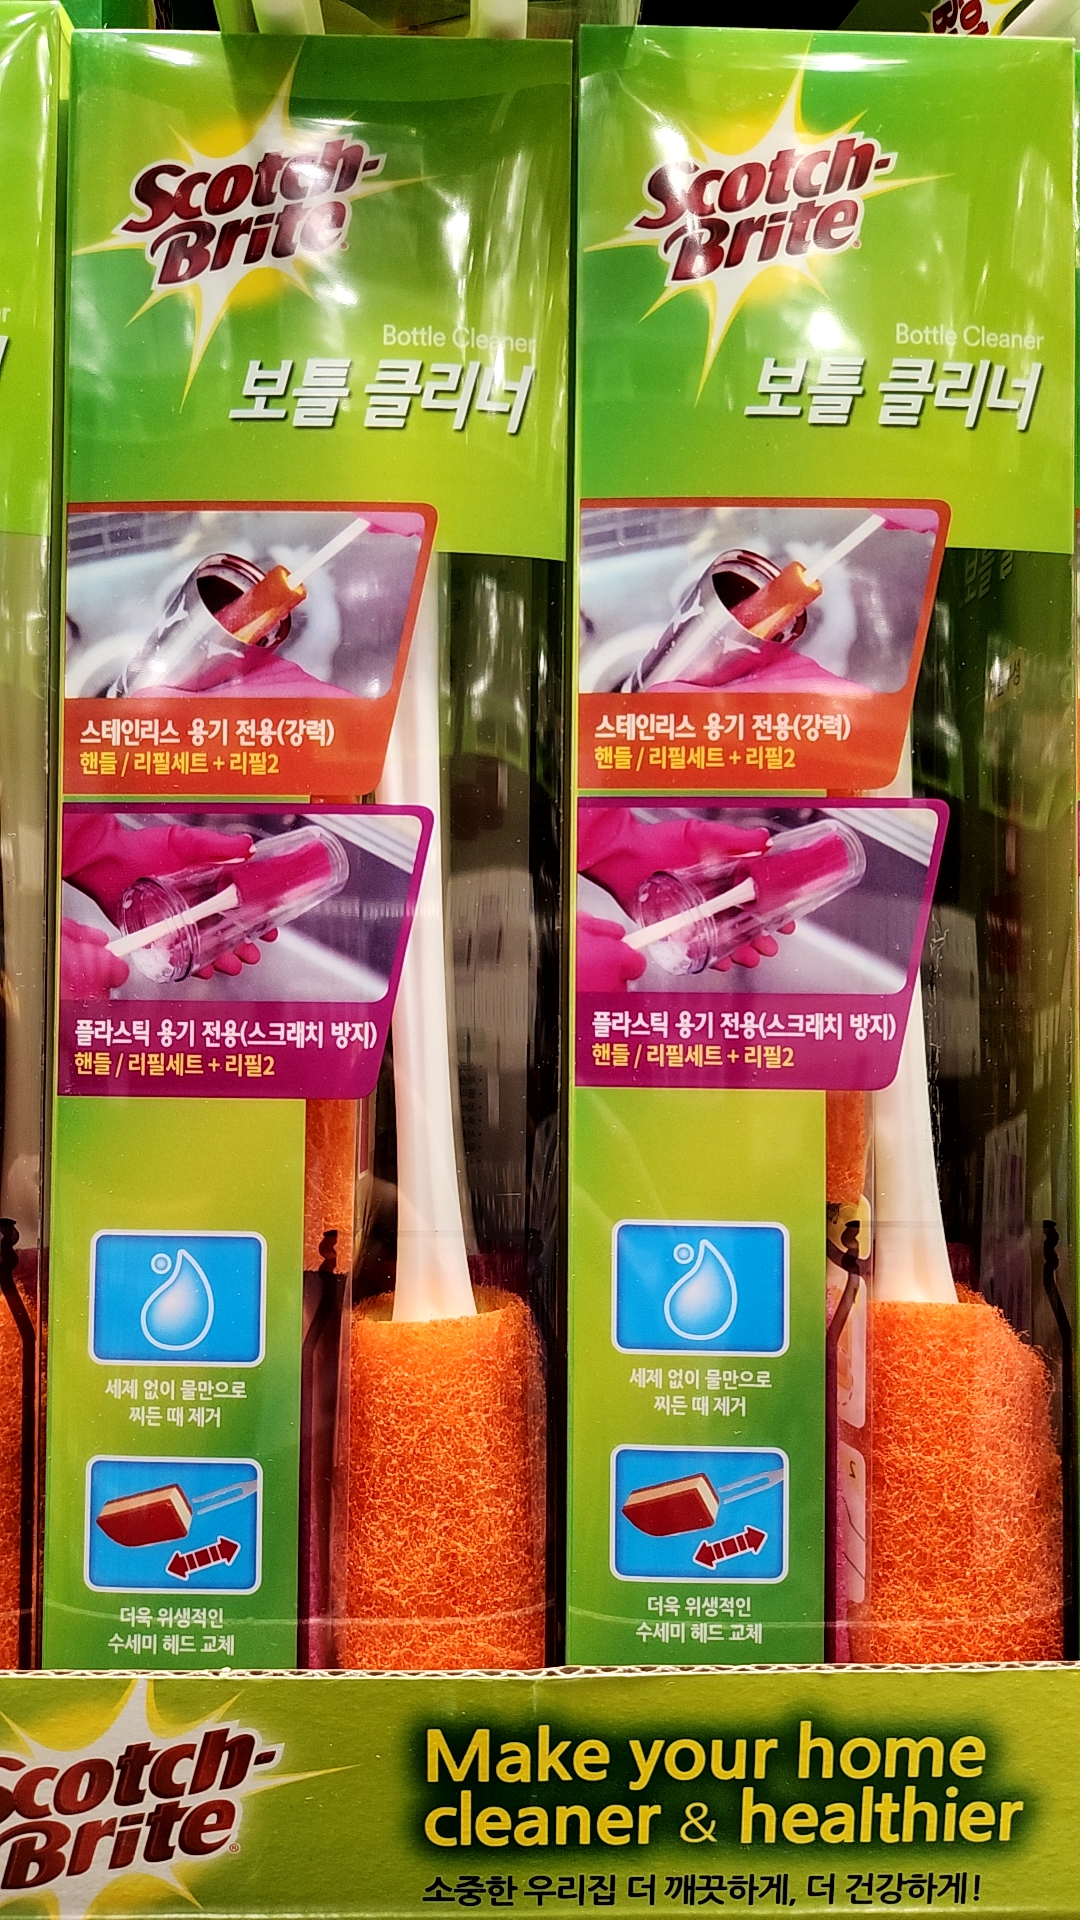 Scotch-
Brite
Bottle Cleaner
보틀 클리너
스테인리스 용기 전용(강력)
핸들 / 리필세트 + 리필2
플라스틱 용기 전용(스크래치 방지)
핸들 / 리필세트 + 리필2
세제 없이 물만으로
찌든 때 제거
더욱 위생적인
수세미 헤드 교체
Scotch-
Brite
Bottle Cleaner
보틀 클리너
스테인리스 용기 전용(강력)
핸들 / 리필세트 + 리필2
플라스틱 용기 전용(스크래치 방지)
핸들 / 리필세트 + 리필2
세제 없이 물만으로
찌든 때 제거
더욱 위생적인
수세미 헤드 교체
Scotch-
Brite
Make your home
cleaner & healthier
소중한 우리집 더 깨끗하게, 더 건강하게!